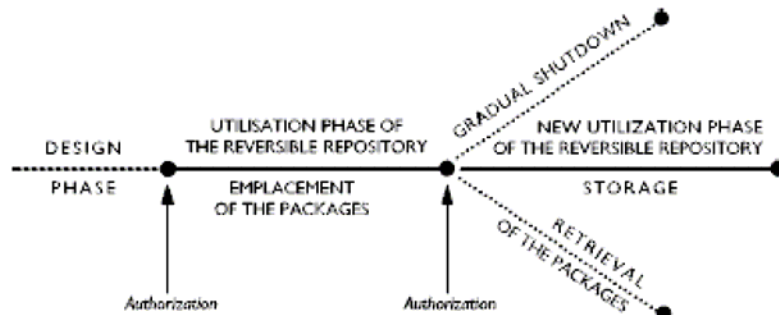 GRADUAL SHUTDOWN
UTILISATION PHASE OF
THE REVERSIBLE REPOSITORY
NEW UTILIZATION PHASE
OF THE REVERSIBLE REPOSITORY
DESIGN
PHASE
EMPLACEMENT
OF THE PACKAGES
STORAGE
RETRIEVAL
OF THE PACKAGES
Authorization
Authorization